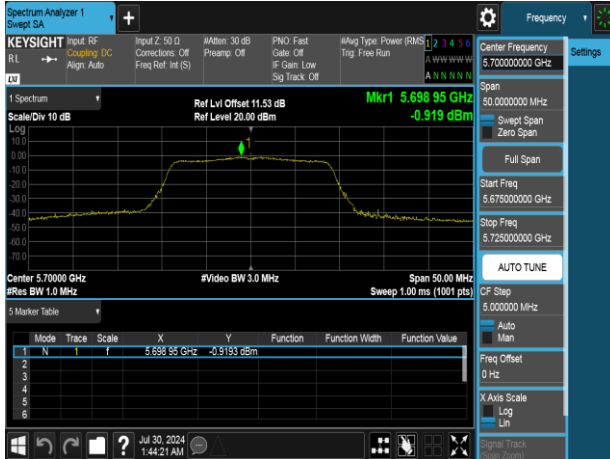 Spectrum Analyzer 1
Swept SA
+
Frequency
KEYSIGHT Input: RF Input Z: 50 Ω #Atten: 30 dB PNO: Fast #Avg Type: Power (RMS 1 2 3 4 5 6
RL Coupling: DC Corrections: Off Preamp: Off Gate: Off Trig: Free Run A W W W W W
Align: Auto Freq Ref: Int (S) IF Gain: Low
Sig Track: Off A N N N N N
LXI
1 Spectrum
Scale/Div 10 dB
Ref Lvl Offset 11.53 dB
Ref Level 20.00 dBm
Mkr1 5.698 95 GHz
-0.919 dBm
Log
10.0
0.00
-10.0
-20.0
-30.0
-40.0
-50.0
-60.0
-70.0
1
Center 5.70000 GHz #Video BW 3.0 MHz Span 50.00 MHz
#Res BW 1.0 MHz Sweep 1.00 ms (1001 pts)
5 Marker Table
Mode Trace Scale X Y Function Function Width Function Value
1 N 1 f 5.698 95 GHz -0.9193 dBm
2
3
4
5
6
Jul 30, 2024
1:44:21 AM
?
Center Frequency
5.700000000 GHz
Settings
Span
50.0000000 MHz
Swept Span
Zero Span
Full Span
Start Freq
5.675000000 GHz
Stop Freq
5.725000000 GHz
AUTO TUNE
CF Step
5.000000 MHz
Auto
Man
Freq Offset
0 Hz
X Axis Scale
Log
Lin
Signal Track
(Span Zoom)